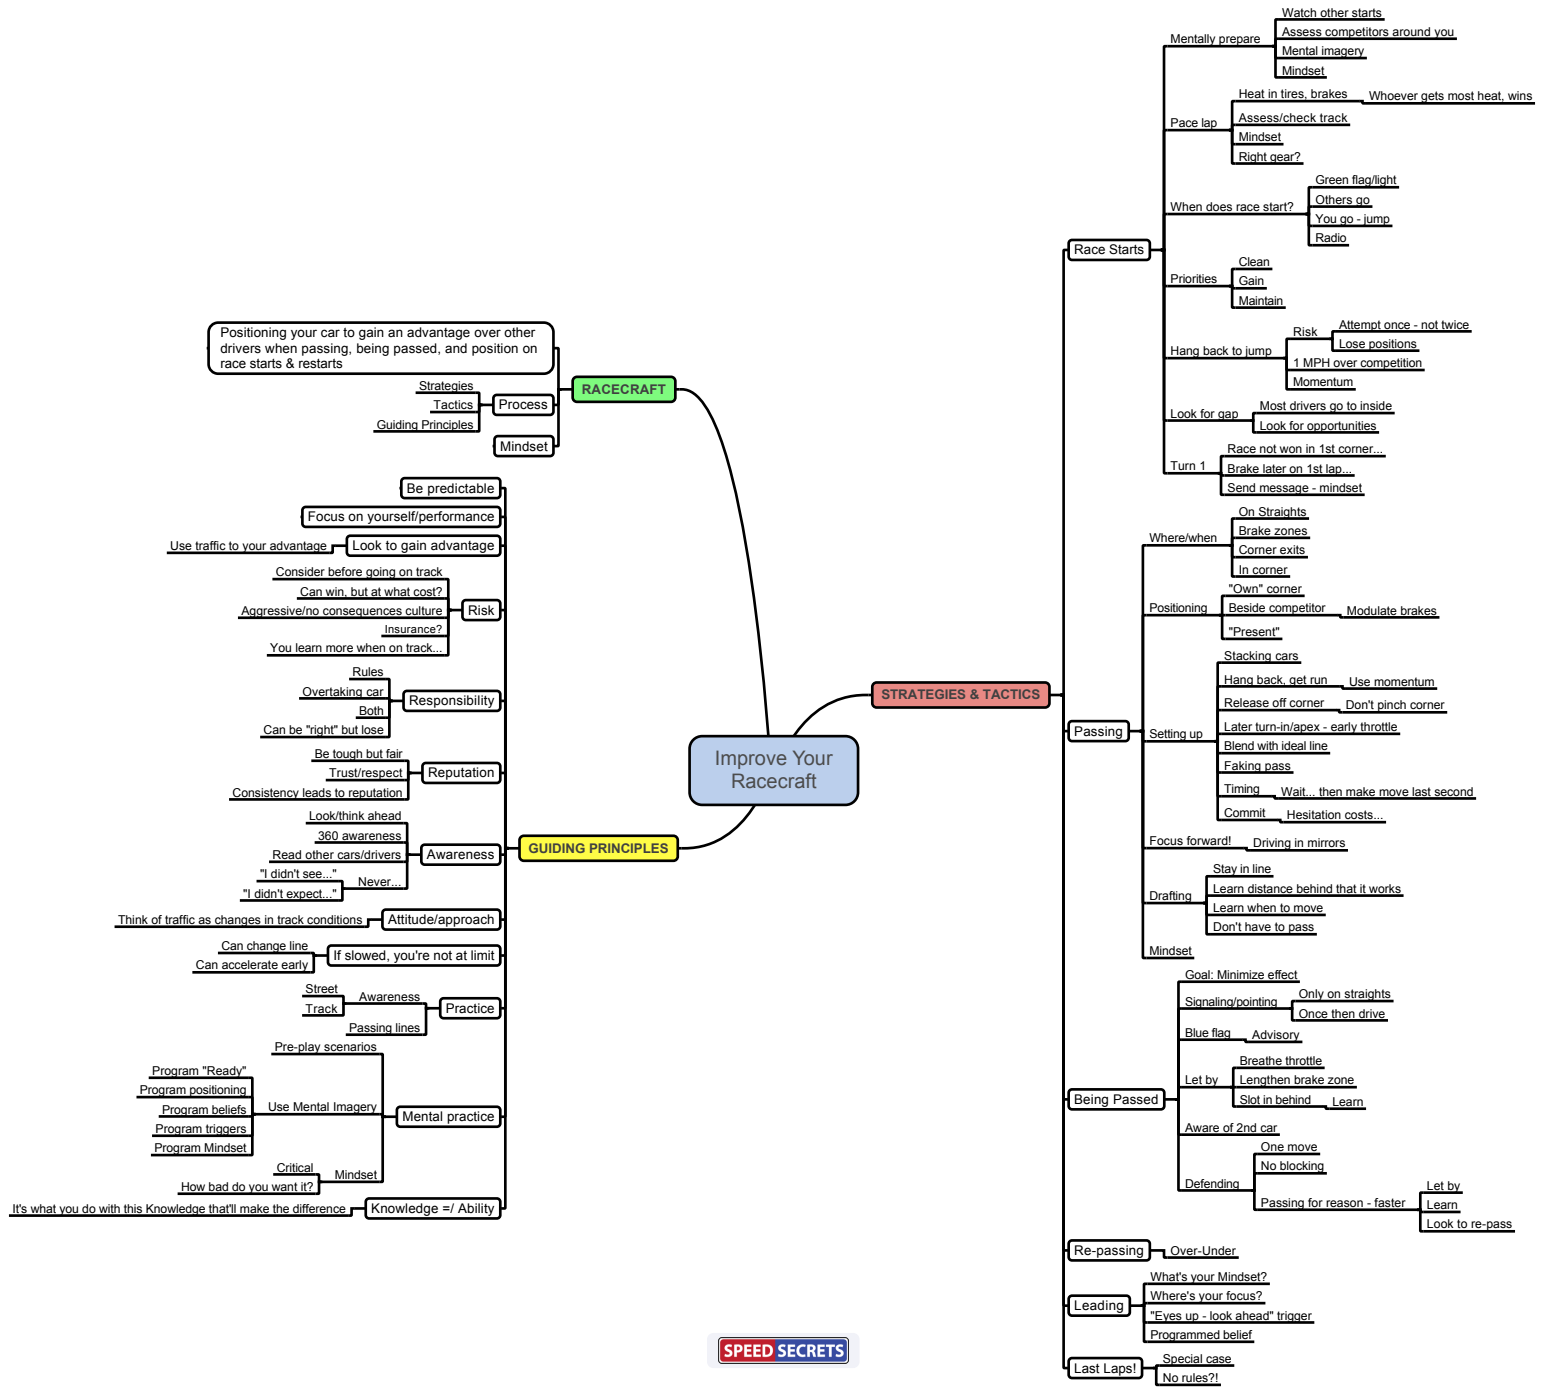 Improve Your
Racecraft
RACECRAFT
Positioning your car to gain an advantage over other
drivers when passing, being passed, and position on
race starts & restarts
Process
Strategies
Tactics
Guiding Principles
Mindset
GUIDING PRINCIPLES
Be predictable
Focus on yourself/performance
Look to gain advantage
Use traffic to your advantage
Risk
Consider before going on track
Can win, but at what cost?
Aggressive/no consequences culture
Insurance?
You learn more when on track...
Responsibility
Rules
Overtaking car
Both
Can be "right" but lose
Reputation
Be tough but fair
Trust/respect
Consistency leads to reputation
Awareness
Look/think ahead
360 awareness
Read other cars/drivers
Never...
"I didn't see..."
"I didn't expect..."
Attitude/approach
Think of traffic as changes in track conditions
If slowed, you're not at limit
Can change line
Can accelerate early
Practice
Awareness
Street
Track
Passing lines
Mental practice
Pre-play scenarios
Use Mental Imagery
Program "Ready"
Program positioning
Program beliefs
Program triggers
Program Mindset
Mindset
Critical
How bad do you want it?
Knowledge =/ Ability
It's what you do with this Knowledge that'll make the difference
STRATEGIES & TACTICS
Race Starts
Mentally prepare
Watch other starts
Assess competitors around you
Mental imagery
Mindset
Pace lap
Heat in tires, brakes
Whoever gets most heat, wins
Assess/check track
Mindset
Right gear?
When does race start?
Green flag/light
Others go
You go - jump
Radio
Priorities
Clean
Gain
Maintain
Hang back to jump
Risk
Attempt once - not twice
Lose positions
1 MPH over competition
Momentum
Look for gap
Most drivers go to inside
Look for opportunities
Turn 1
Race not won in 1st corner...
Brake later on 1st lap...
Send message - mindset
Passing
Where/when
On Straights
Brake zones
Corner exits
In corner
Positioning
"Own" corner
Beside competitor
Modulate brakes
"Present"
Setting up
Stacking cars
Hang back, get run
Use momentum
Release off corner
Don't pinch corner
Later turn-in/apex - early throttle
Blend with ideal line
Faking pass
Timing
Wait... then make move last second
Commit
Hesitation costs...
Focus forward!
Driving in mirrors
Drafting
Stay in line
Learn distance behind that it works
Learn when to move
Don't have to pass
Mindset
Being Passed
Goal: Minimize effect
Signaling/pointing
Only on straights
Once then drive
Blue flag
Advisory
Let by
Breathe throttle
Lengthen brake zone
Slot in behind
Learn
Aware of 2nd car
Defending
One move
No blocking
Passing for reason - faster
Let by
Learn
Look to re-pass
Re-passing
Over-Under
Leading
What's your Mindset?
Where's your focus?
"Eyes up - look ahead" trigger
Programmed belief
Last Laps!
Special case
No rules?!
SPEED SECRETS